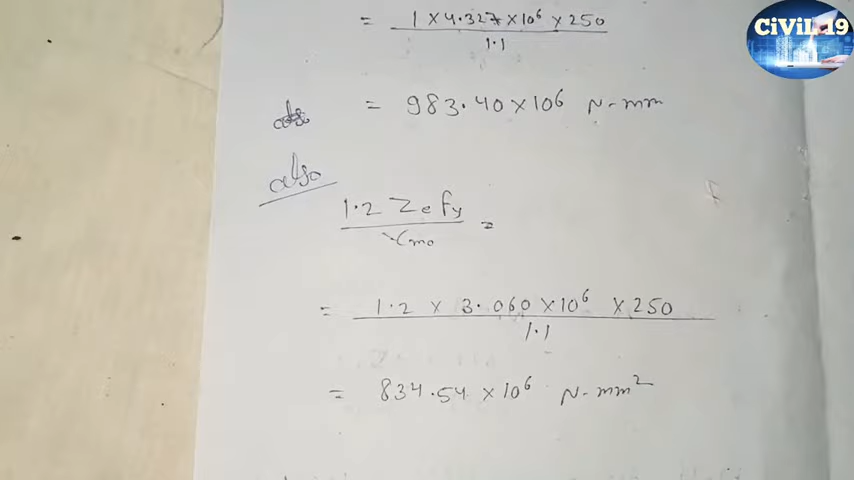 CiViL 19
= 1 × 4.327 × 10⁶ × 250 / 1.1
= 983.40 × 10⁶ N-mm
also
1.2 Ze fy / γmo =
= 1.2 × 3.060 × 10⁶ × 250 / 1.1
= 834.54 × 10⁶ N-mm²